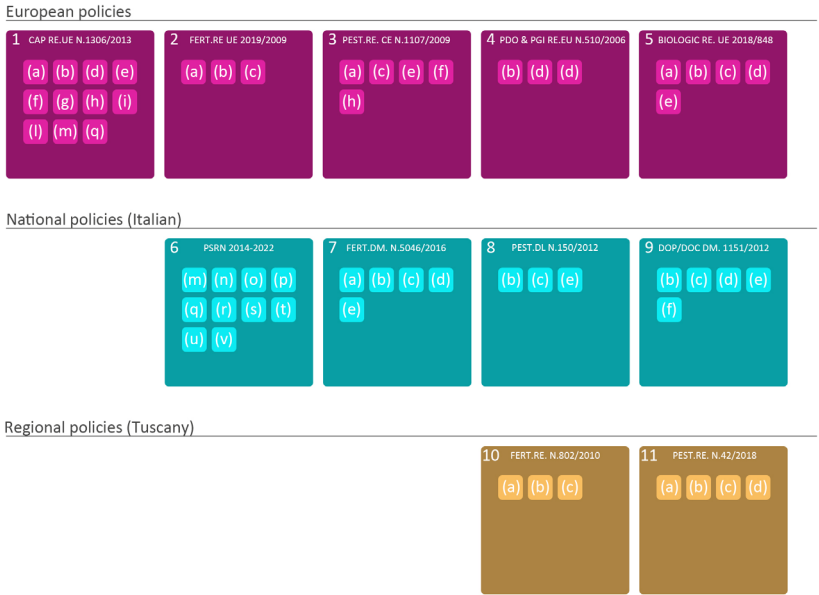 European policies
1 CAP RE.UE N.1306/2013
(a) (b) (d) (e)
(f) (g) (h) (i)
(l) (m) (q)
2 FERT.RE UE 2019/2009
(a) (b) (c)
3 PEST.RE. CE N.1107/2009
(a) (c) (e) (f)
(h)
4 PDO & PGI RE.EU N.510/2006
(b) (d) (d)
5 BIOLOGIC RE. UE 2018/848
(a) (b) (c) (d)
(e)
National policies (Italian)
6 PSRN 2014-2022
(m) (n) (o) (p)
(q) (r) (s) (t)
(u) (v)
7 FERT.DM. N.5046/2016
(a) (b) (c) (d)
(e)
8 PEST.DL N.150/2012
(b) (c) (e)
9 DOP/DOC DM. 1151/2012
(b) (c) (d) (e)
(f)
Regional policies (Tuscany)
10 FERT.RE. N.802/2010
(a) (b) (c)
11 PEST.RE. N.42/2018
(a) (b) (c) (d)